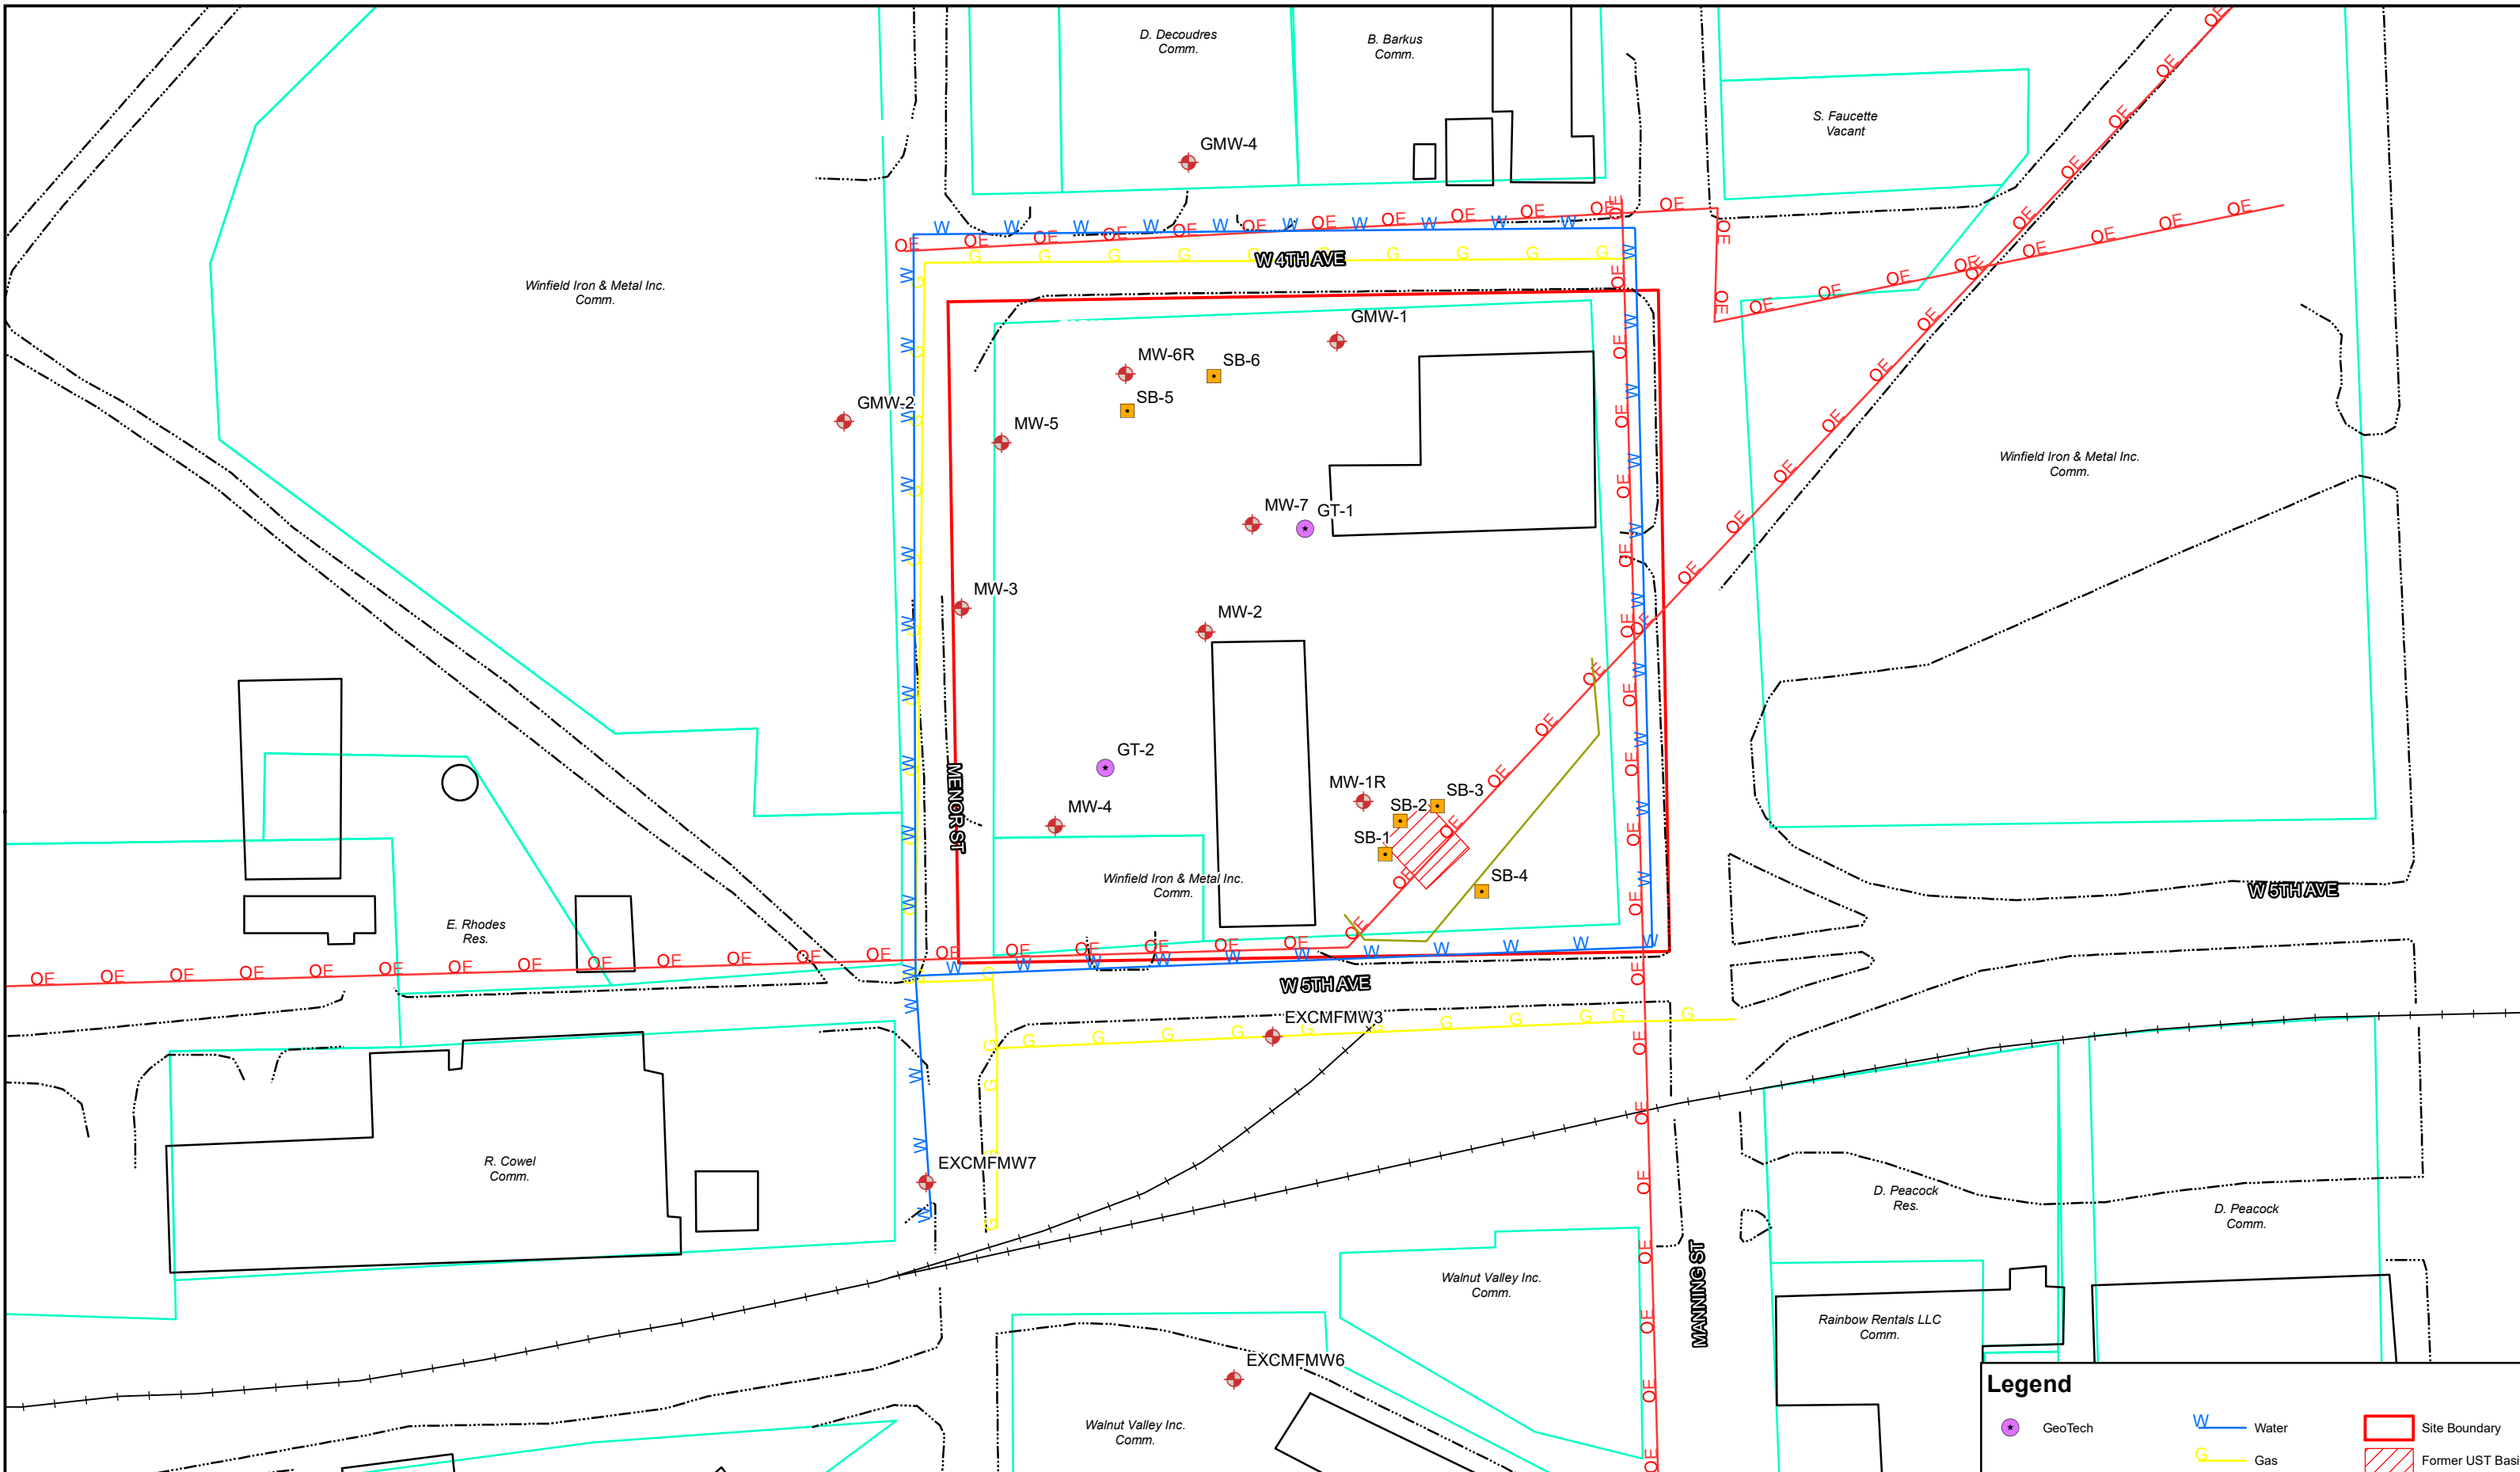 D. Decoudres
Comm.
B. Barkus
Comm.
S. Faucette
Vacant
GMW-4
W 4TH AVE
Winfield Iron & Metal Inc.
Comm.
GMW-1
MW-6R
SB-6
SB-5
GMW-2
MW-5
Winfield Iron & Metal Inc.
Comm.
MW-7
GT-1
MW-3
MW-2
GT-2
MENOR ST
MW-1R
SB-3
SB-2
MW-4
SB-1
SB-4
Winfield Iron & Metal Inc.
Comm.
W 5TH AVE
E. Rhodes
Res.
W 5TH AVE
EXCMFMW3
EXCMFMW7
R. Cowel
Comm.
D. Peacock
Res.
D. Peacock
Comm.
MANNING ST
Walnut Valley Inc.
Comm.
Rainbow Rentals LLC
Comm.
EXCMFMW6
Walnut Valley Inc.
Comm.
Legend
GeoTech
W Water
Site Boundary
G Gas
Former UST Basi